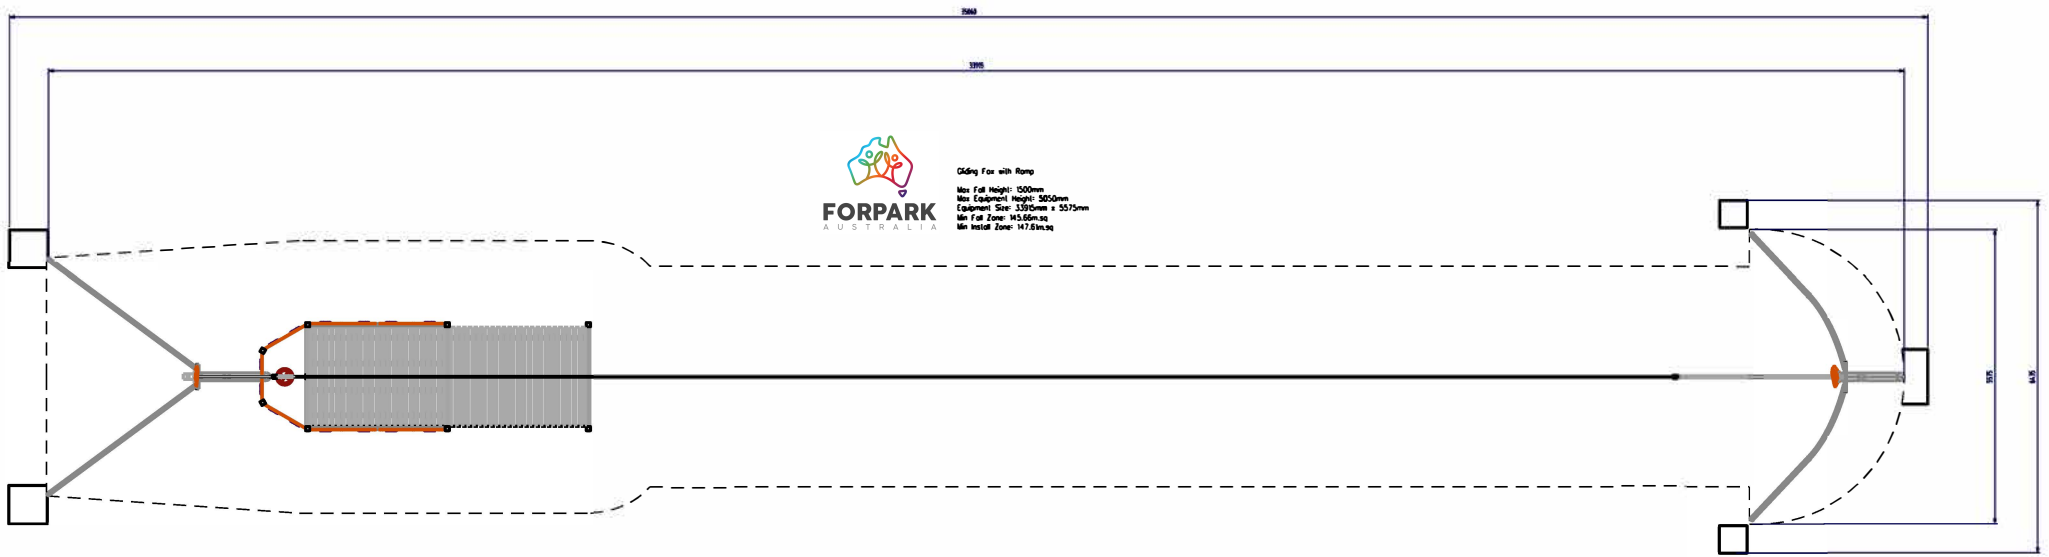 35060
33915
FORPARK
AUSTRALIA
Gliding Fox with Ramp
Max Fall Height: 1500mm
Max Equipment Height: 5050mm
Equipment Size: 33915mm x 5575mm
Min Fall Zone: 145.66m.sq
Min Install Zone: 147.61m.sq
5575
6435